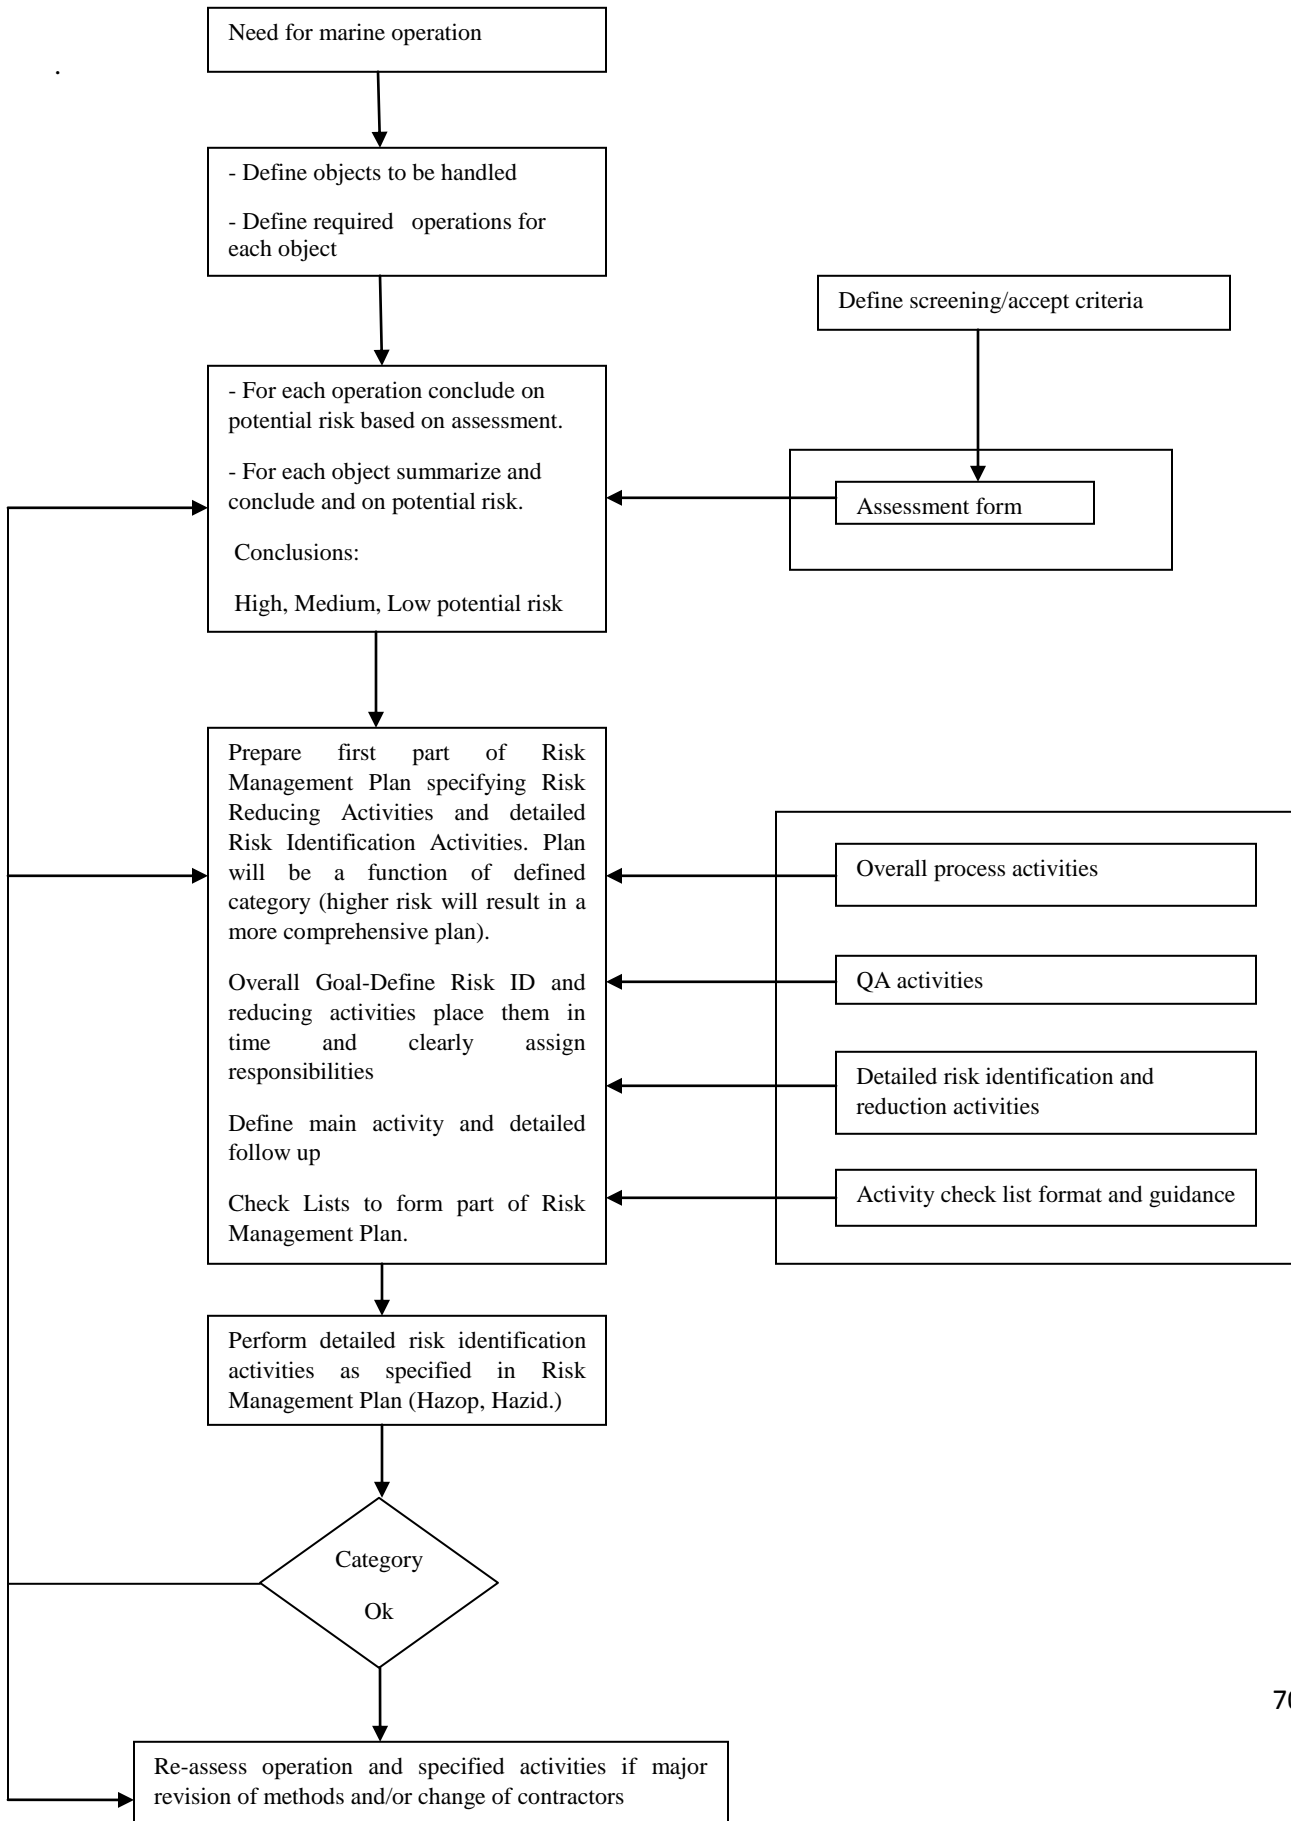 Need for marine operation
.
- Define objects to be handled
- Define required operations for
each object
Define screening/accept criteria
- For each operation conclude on
potential risk based on assessment.
- For each object summarize and
conclude and on potential risk.
Conclusions:
High, Medium, Low potential risk
Assessment form
Prepare first part of Risk
Management Plan specifying Risk
Reducing Activities and detailed
Risk Identification Activities. Plan
will be a function of defined
category (higher risk will result in a
more comprehensive plan).
Overall Goal-Define Risk ID and
reducing activities place them in
time and clearly assign
responsibilities
Define main activity and detailed
follow up
Check Lists to form part of Risk
Management Plan.
Overall process activities
QA activities
Detailed risk identification and
reduction activities
Activity check list format and guidance
Perform detailed risk identification
activities as specified in Risk
Management Plan (Hazop, Hazid.)
Category
Ok
Re-assess operation and specified activities if major
revision of methods and/or change of contractors